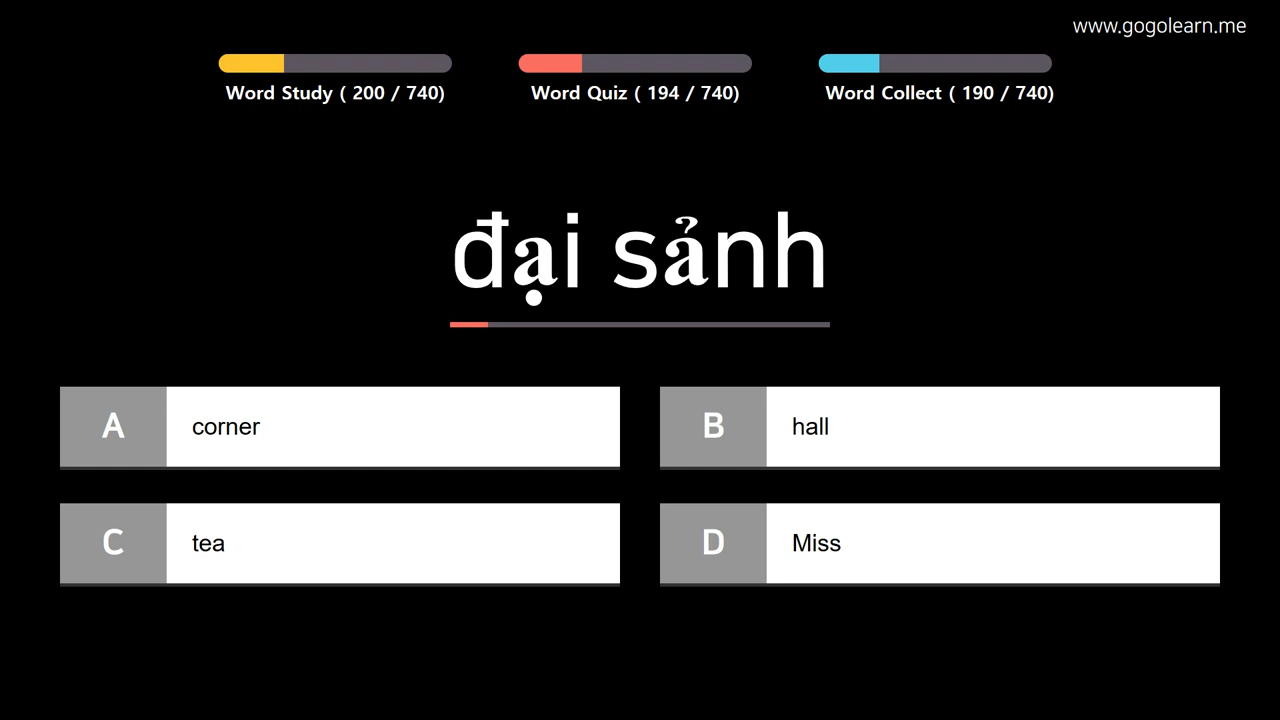 www.gogolearn.me
Word Study ( 200 / 740)
Word Quiz ( 194 / 740)
Word Collect ( 190 / 740)
đại sảnh
A
corner
B
hall
C
tea
D
Miss